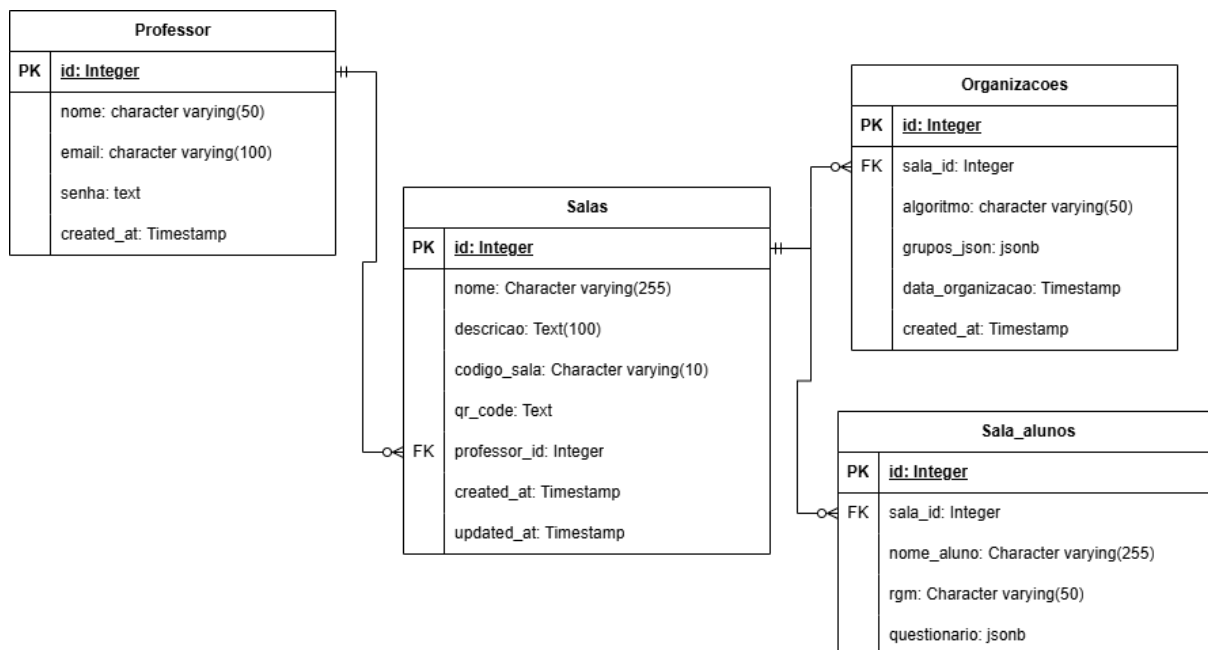 Professor
PK id: Integer
nome: character varying(50)
email: character varying(100)
senha: text
created_at: Timestamp
Salas
PK id: Integer
nome: Character varying(255)
descricao: Text(100)
codigo_sala: Character varying(10)
qr_code: Text
FK professor_id: Integer
created_at: Timestamp
updated_at: Timestamp
Organizacoes
PK id: Integer
FK sala_id: Integer
algoritmo: character varying(50)
grupos_json: jsonb
data_organizacao: Timestamp
created_at: Timestamp
Sala_alunos
PK id: Integer
FK sala_id: Integer
nome_aluno: Character varying(255)
rgm: Character varying(50)
questionario: jsonb